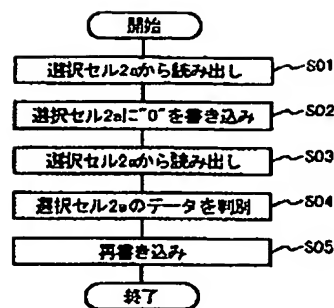 開始
選択セル2aから読み出し
S01
選択セル2aに"0"を書き込み
S02
選択セル2aから読み出し
S03
選択セル2aのデータを判別
S04
再書き込み
S05
終了